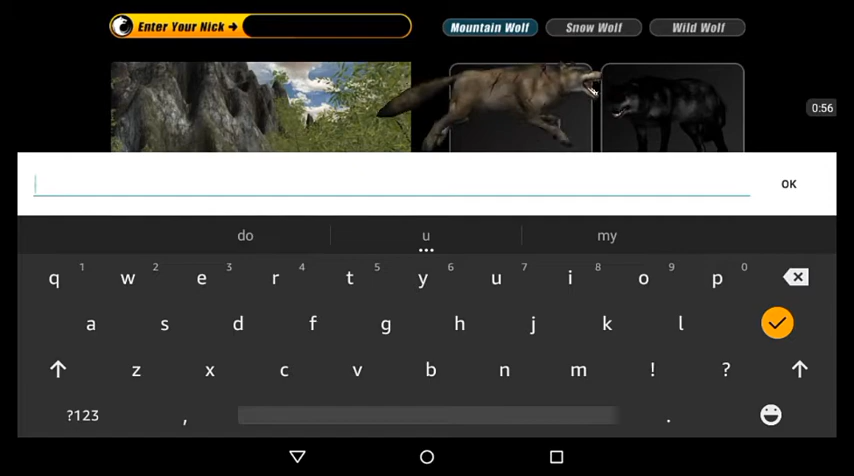 Enter Your Nick →
Mountain Wolf Snow Wolf Wild Wolf
0:56
OK
do u my
q 1 w 2 e 3 r 4 t 5 y 6 u 7 i 8 o 9 p 0
a s d f g h j k l
z x c v b n m ! ?
?123 , .